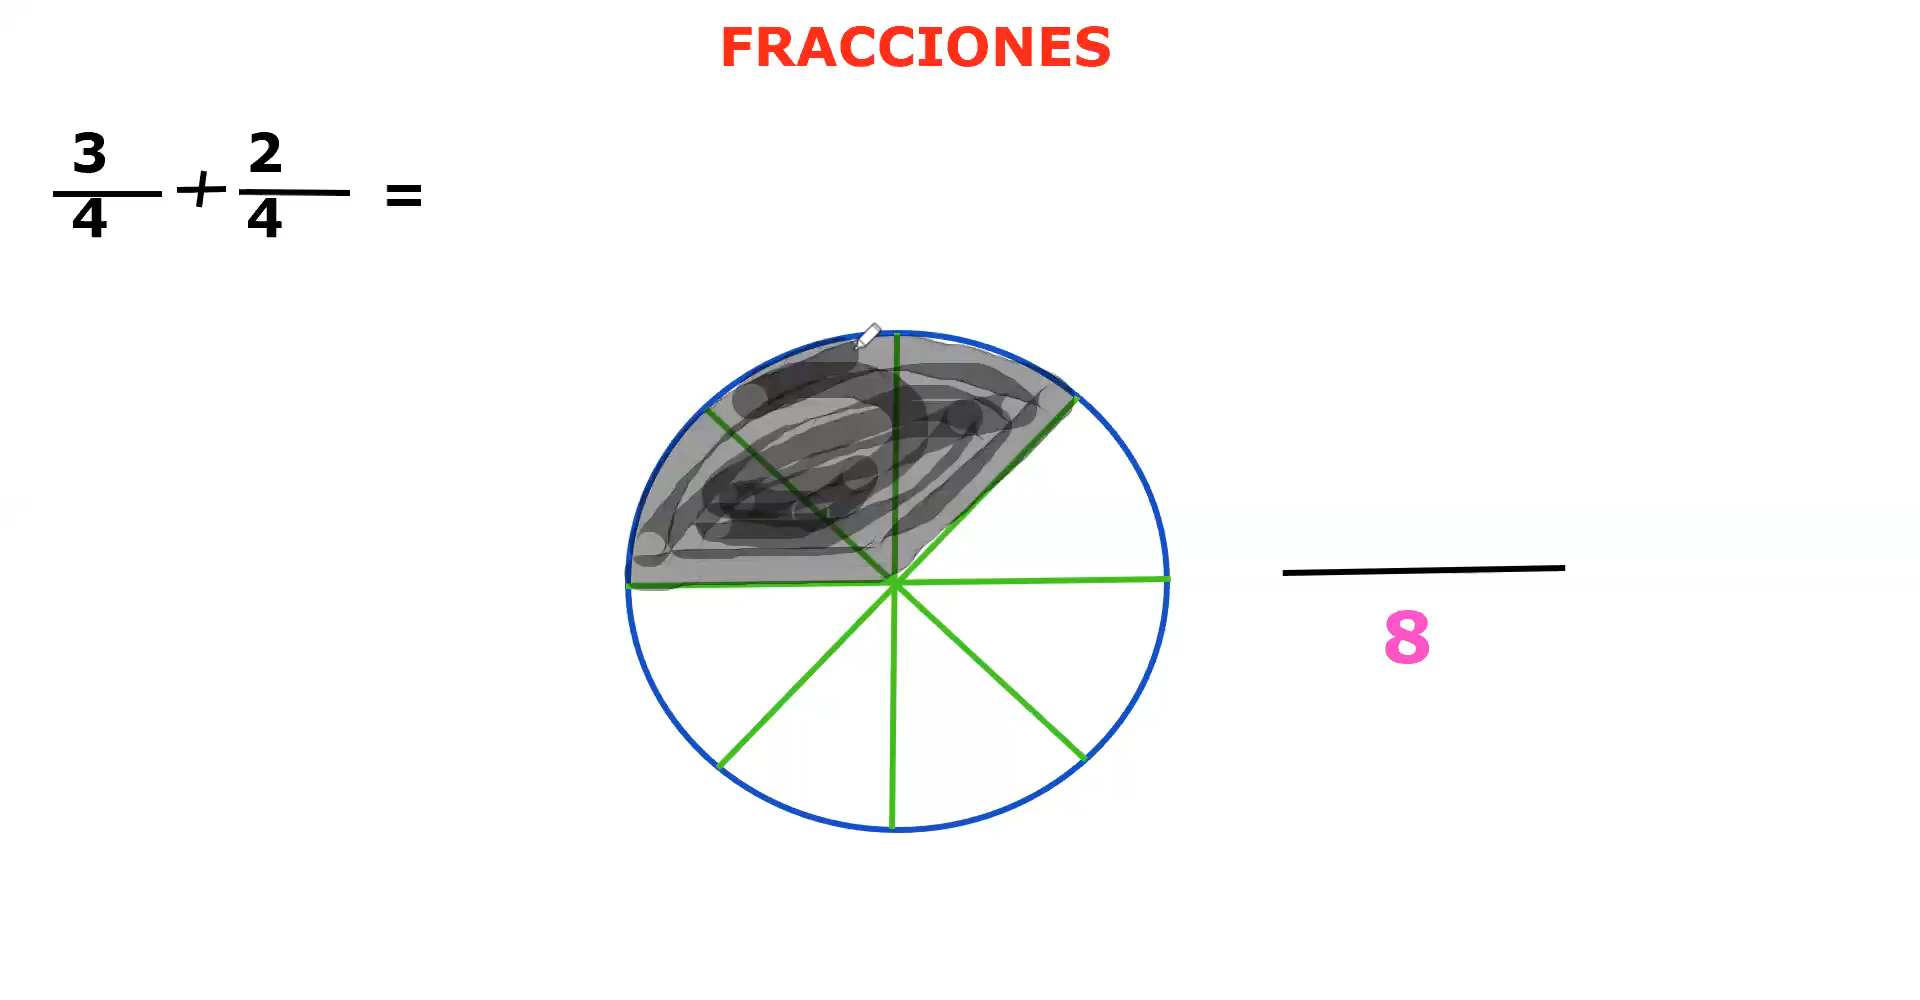 FRACCIONES
3/4 + 2/4 =
8